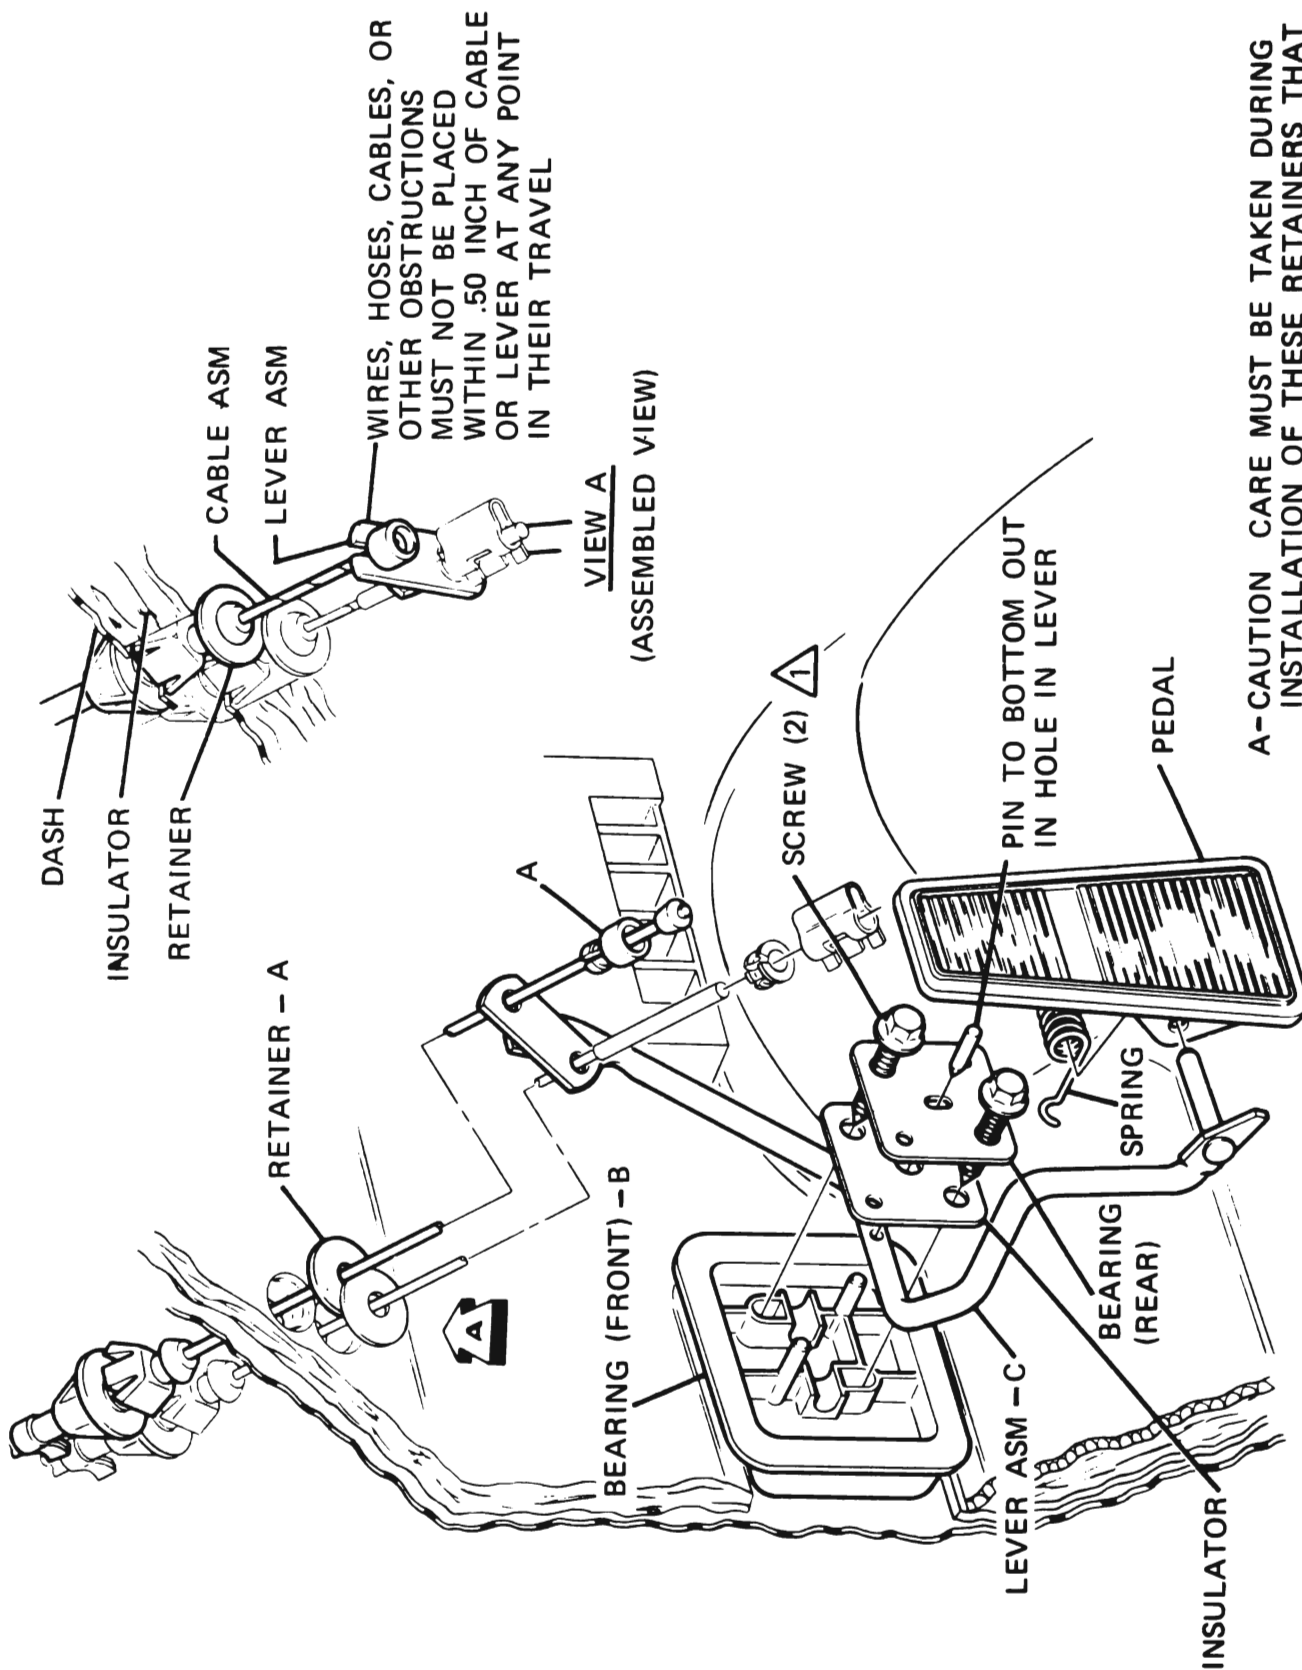 DASH
INSULATOR
RETAINER
CABLE ASM
LEVER ASM
WIRES, HOSES, CABLES, OR
OTHER OBSTRUCTIONS
MUST NOT BE PLACED
WITHIN .50 INCH OF CABLE
OR LEVER AT ANY POINT
IN THEIR TRAVEL
VIEW A
(ASSEMBLED VIEW)
RETAINER – A
A
A
BEARING (FRONT) – B
SCREW (2) 1
PIN TO BOTTOM OUT
IN HOLE IN LEVER
PEDAL
SPRING
BEARING
(REAR)
LEVER ASM – C
INSULATOR
A-CAUTION CARE MUST BE TAKEN DURING
INSTALLATION OF THESE RETAINERS THAT